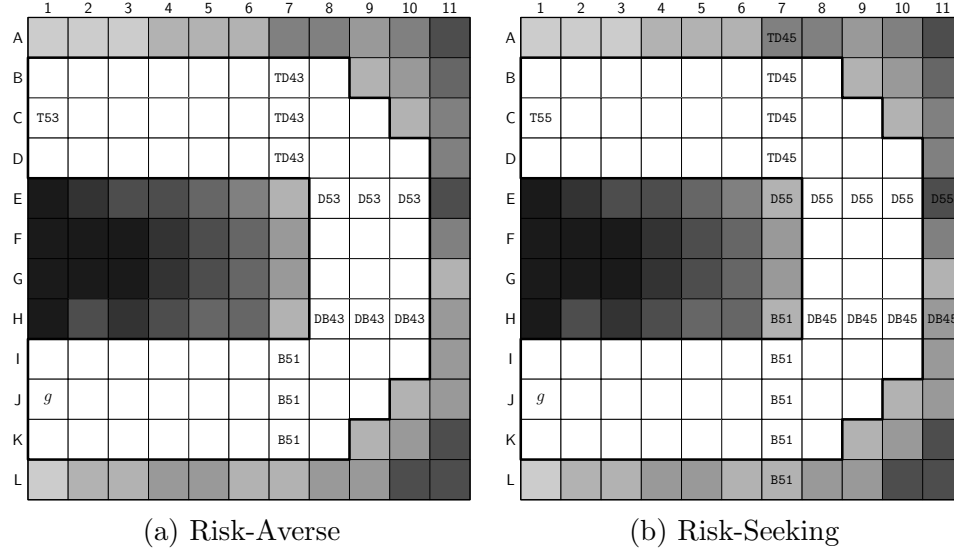 1 2 3 4 5 6 7 8 9 10 11 1 2 3 4 5 6 7 8 9 10 11
A A TD45
B TD43 B TD45
C T53 TD43 C T55 TD45
D TD43 D TD45
E D53 D53 D53 E D55 D55 D55 D55 D55
F F
G G
H DB43 DB43 DB43 H B51 DB45 DB45 DB45 DB45
I B51 I B51
J g B51 J g B51
K B51 K B51
L L B51
(a) Risk-Averse (b) Risk-Seeking